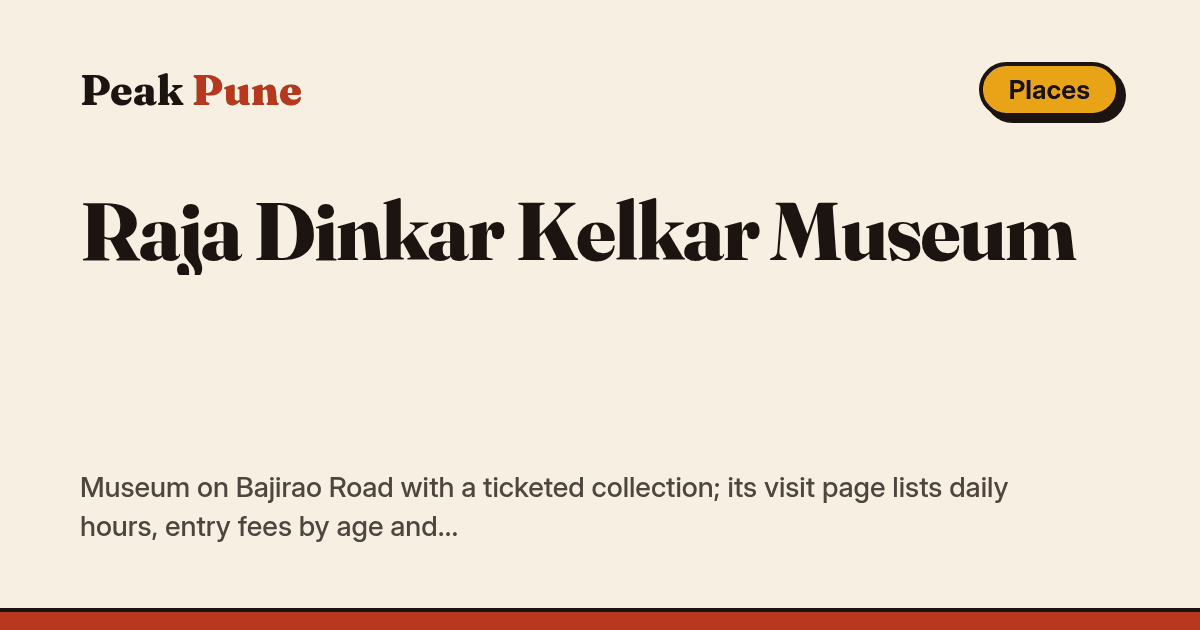 Peak Pune
Places
Raja Dinkar Kelkar Museum
Museum on Bajirao Road with a ticketed collection; its visit page lists daily
hours, entry fees by age and...